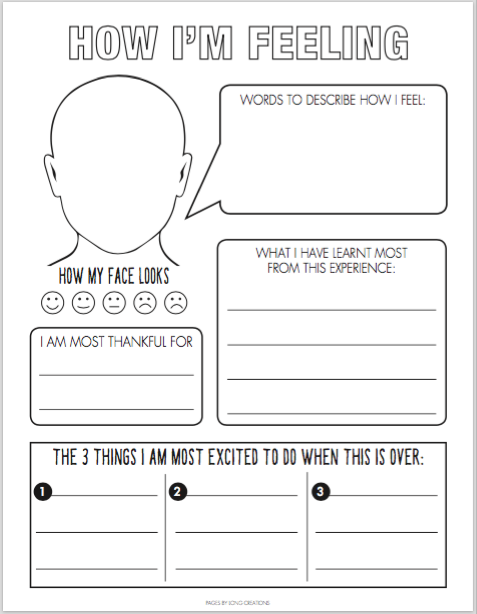 HOW I'M FEELING
WORDS TO DESCRIBE HOW I FEEL:
HOW MY FACE LOOKS
WHAT I HAVE LEARNT MOST
FROM THIS EXPERIENCE:
I AM MOST THANKFUL FOR
THE 3 THINGS I AM MOST EXCITED TO DO WHEN THIS IS OVER:
1
2
3
PAGES BY LONG CREATIONS